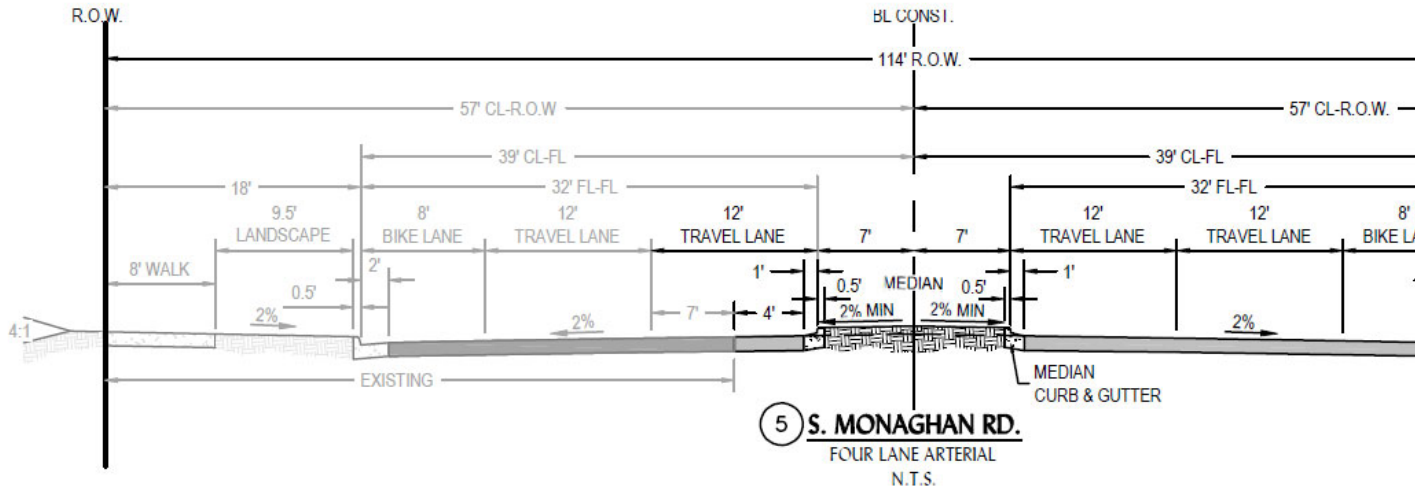 R.O.W. BL CONST.
114' R.O.W.
57' CL-R.O.W 57' CL-R.O.W.
39' CL-FL 39' CL-FL
18' 32' FL-FL 32' FL-FL
9.5' 8' 12' 12' 7' 7' 12' 12' 8'
LANDSCAPE BIKE LANE TRAVEL LANE TRAVEL LANE TRAVEL LANE TRAVEL LANE BIKE LA
8' WALK 2' 1' MEDIAN 1'
0.5' 0.5' 0.5'
4:1 2% 2% 7' 4' 2% MIN 2% MIN 2%
EXISTING
MEDIAN
CURB & GUTTER
5 S. MONAGHAN RD.
FOUR LANE ARTERIAL
N.T.S.